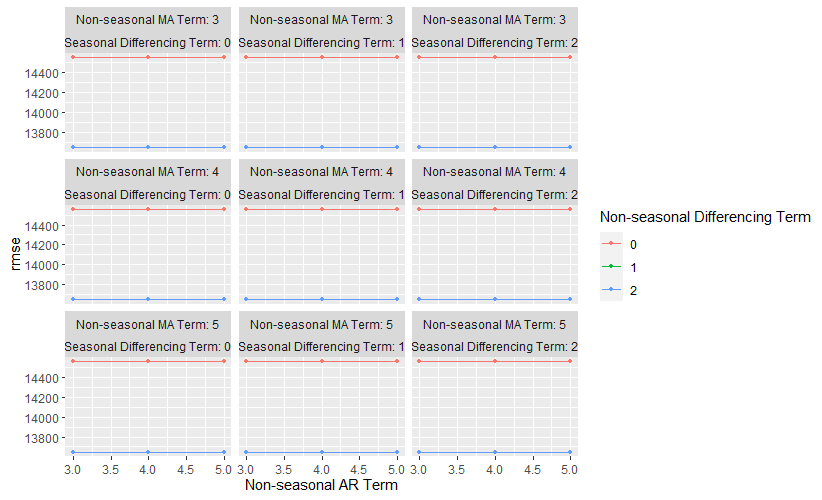 Non-seasonal MA Term: 3 Non-seasonal MA Term: 3 Non-seasonal MA Term: 3
Seasonal Differencing Term: 0 Seasonal Differencing Term: 1 Seasonal Differencing Term: 2
14400
14200
14000
13800
Non-seasonal MA Term: 4 Non-seasonal MA Term: 4 Non-seasonal MA Term: 4
Seasonal Differencing Term: 0 Seasonal Differencing Term: 1 Seasonal Differencing Term: 2
14400
14200
14000
13800
Non-seasonal MA Term: 5 Non-seasonal MA Term: 5 Non-seasonal MA Term: 5
Seasonal Differencing Term: 0 Seasonal Differencing Term: 1 Seasonal Differencing Term: 2
14400
14200
14000
13800
3.0 3.5 4.0 4.5 5.0 3.0 3.5 4.0 4.5 5.0 3.0 3.5 4.0 4.5 5.0
Non-seasonal AR Term
rmse
Non-seasonal Differencing Term
0
1
2